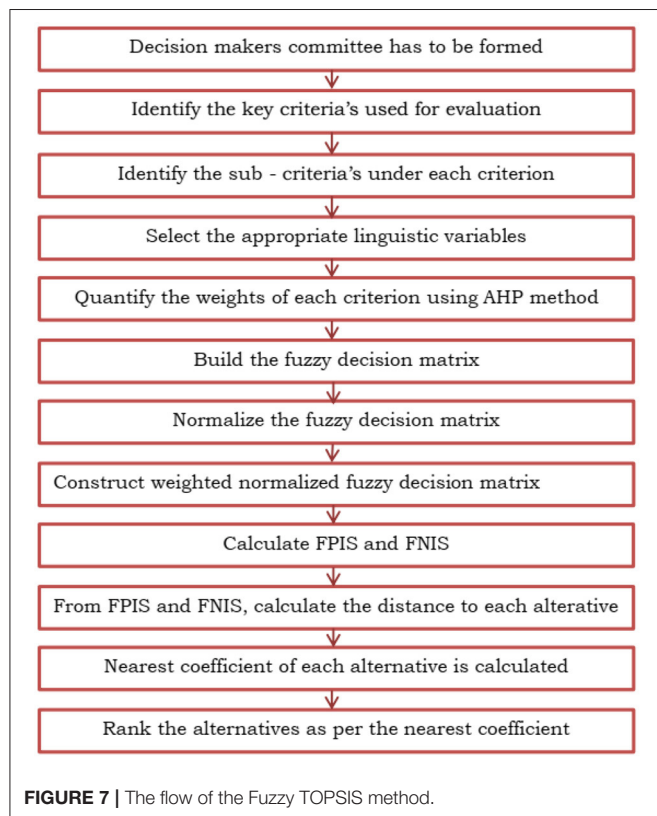 Decision makers committee has to be formed
Identify the key criteria's used for evaluation
Identify the sub - criteria's under each criterion
Select the appropriate linguistic variables
Quantify the weights of each criterion using AHP method
Build the fuzzy decision matrix
Normalize the fuzzy decision matrix
Construct weighted normalized fuzzy decision matrix
Calculate FPIS and FNIS
From FPIS and FNIS, calculate the distance to each alterative
Nearest coefficient of each alternative is calculated
Rank the alternatives as per the nearest coefficient
FIGURE 7 | The flow of the Fuzzy TOPSIS method.